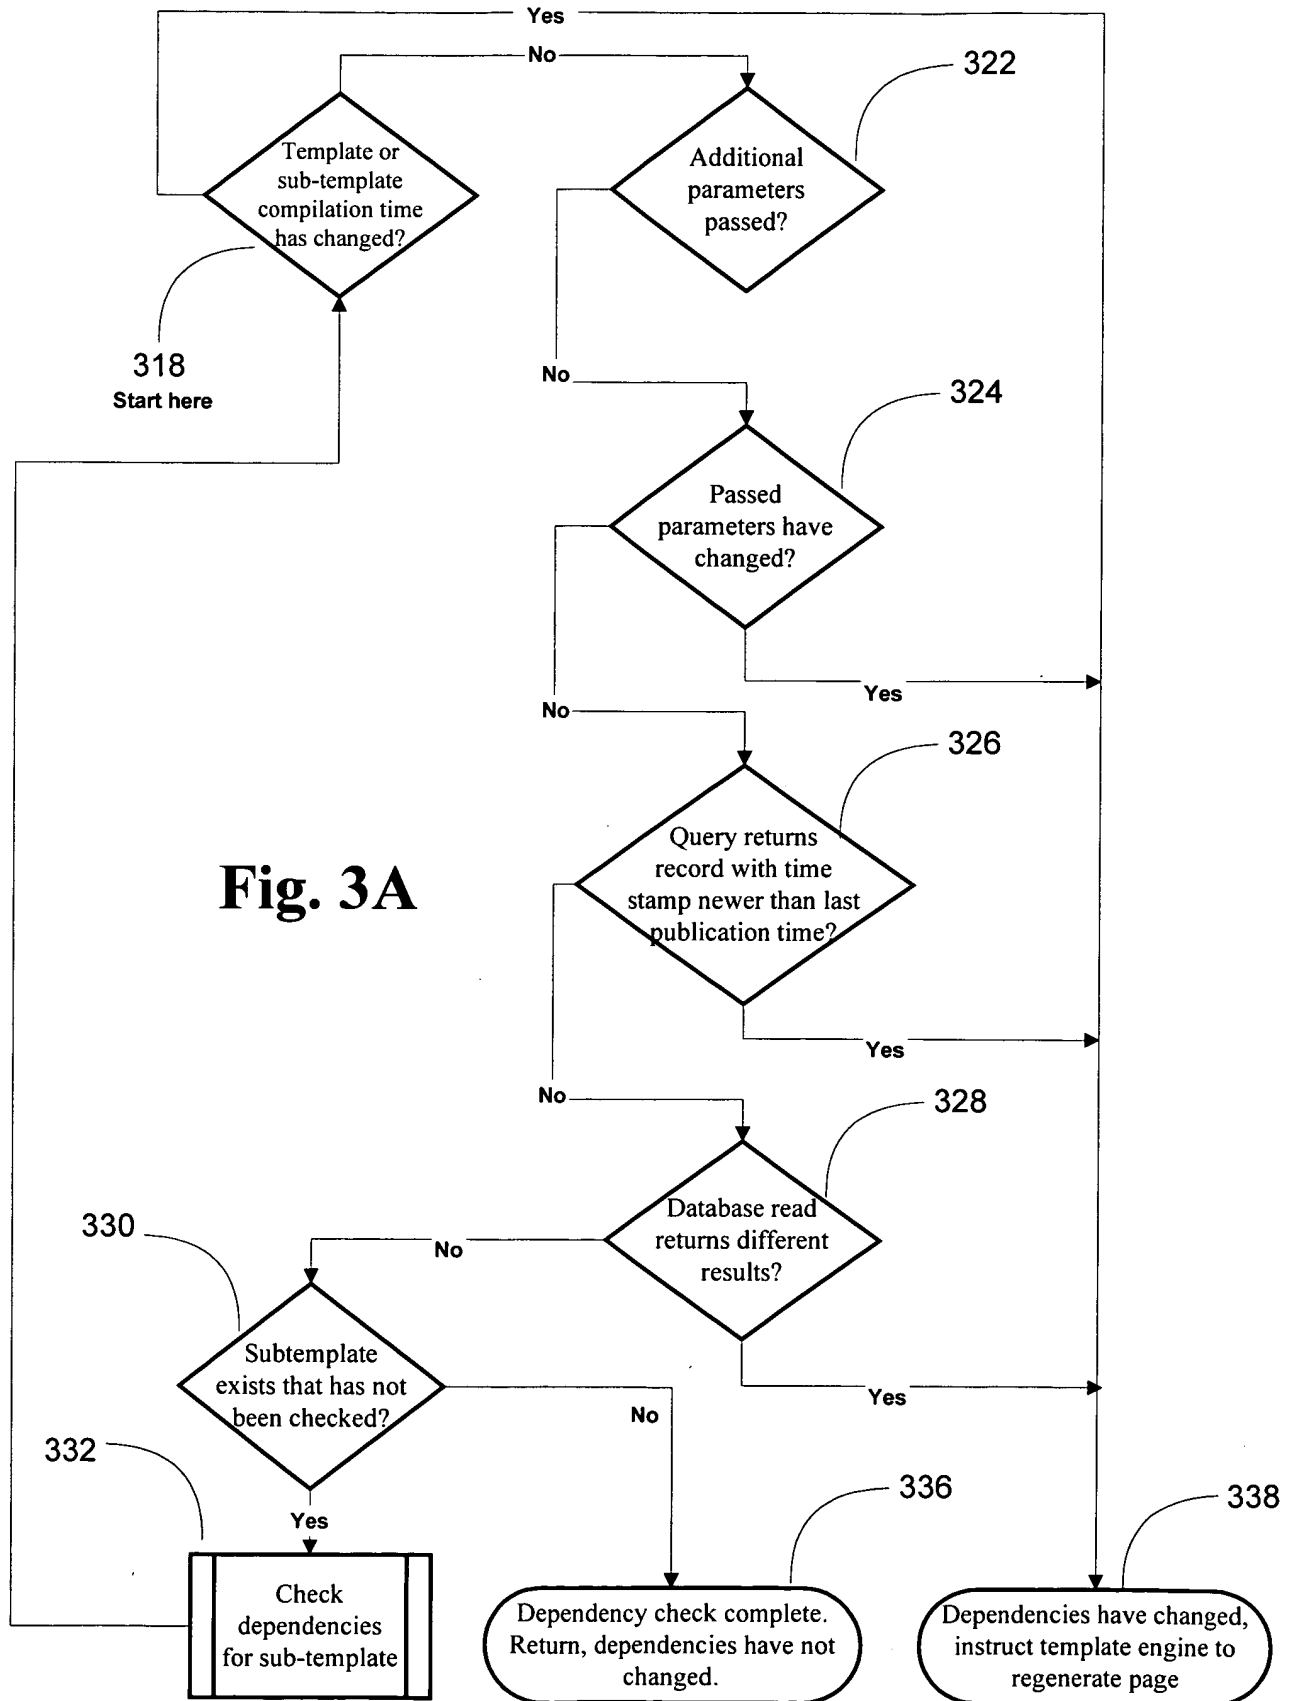 Yes
No
322
Template or
sub-template
compilation time
has changed?
Additional
parameters
passed?
318
Start here
No
324
Passed
parameters have
changed?
Yes
No
326
Query returns
record with time
stamp newer than last
publication time?
Fig. 3A
Yes
No
328
Database read
returns different
results?
330
No
Subtemplate
exists that has not
been checked?
Yes
No
332
336
338
Yes
Check
dependencies
for sub-template
Dependency check complete.
Return, dependencies have not
changed.
Dependencies have changed,
instruct template engine to
regenerate page